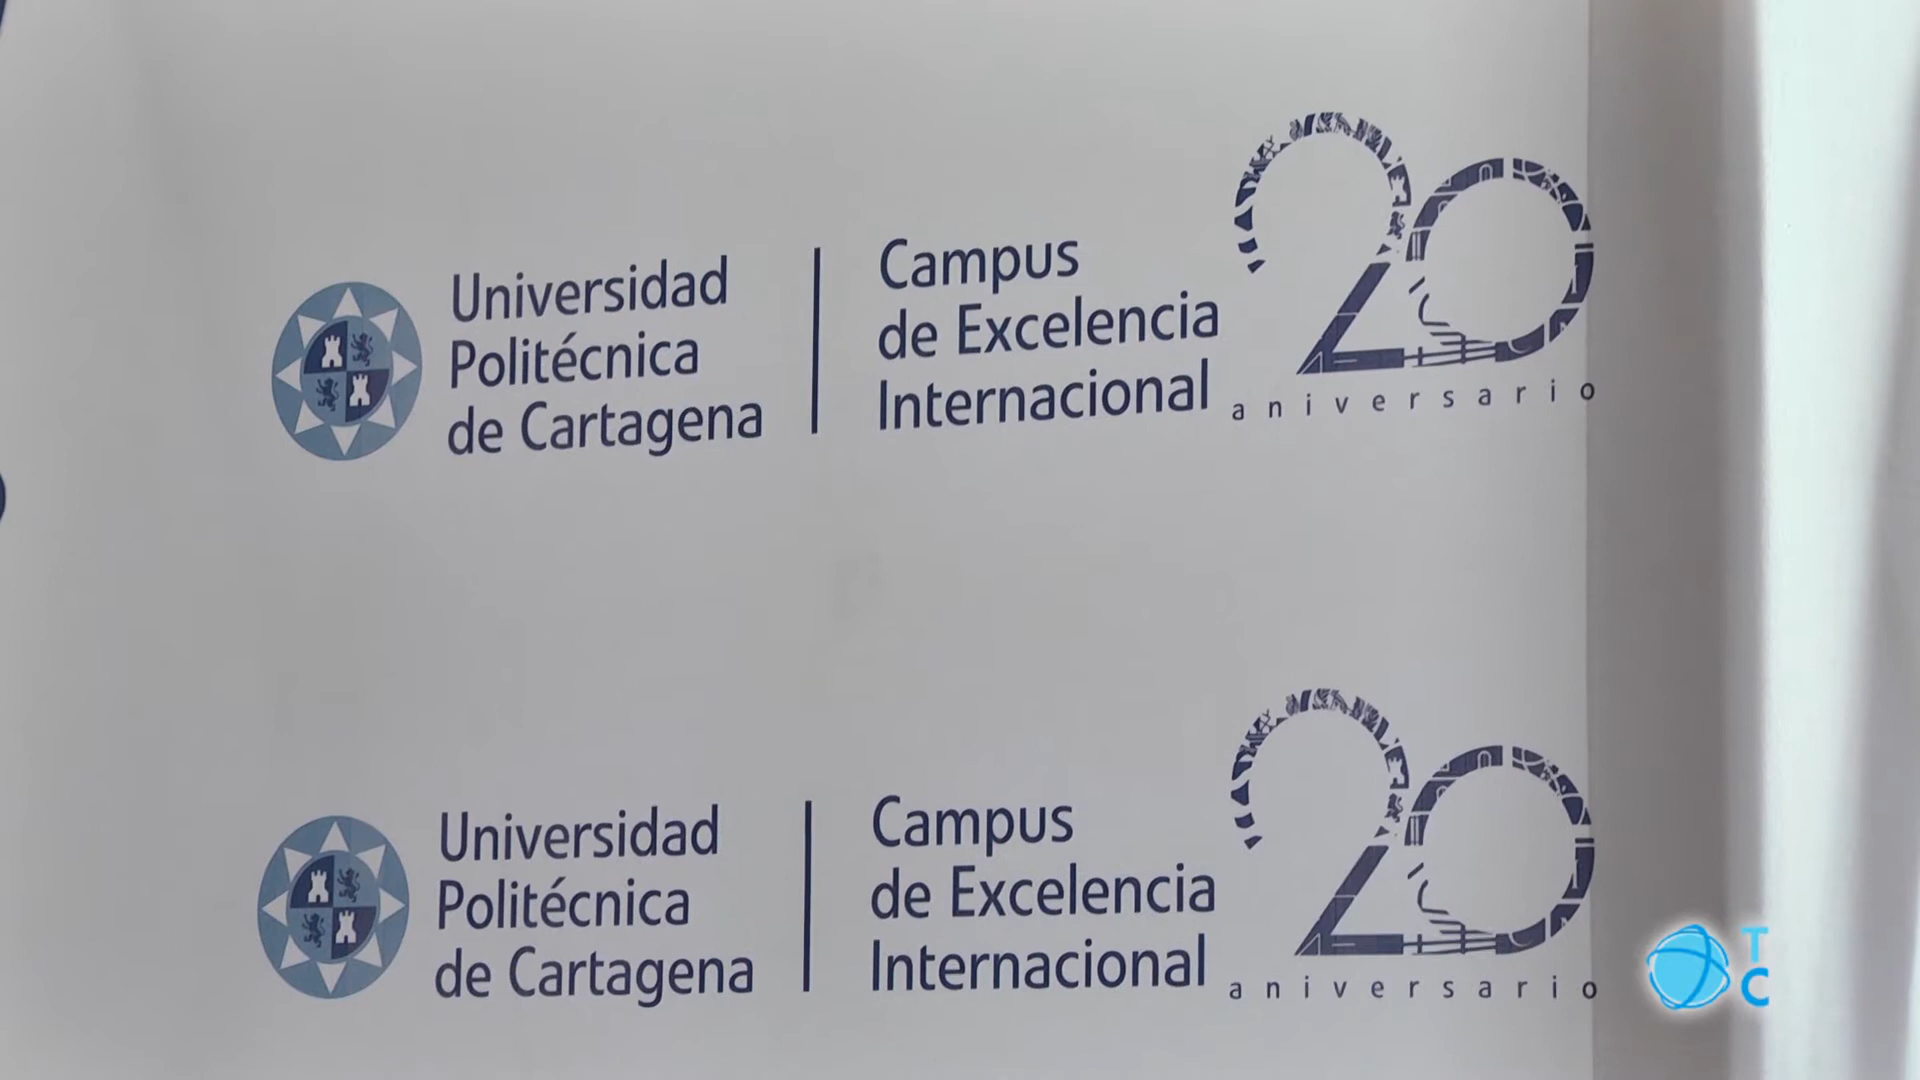 Universidad
Politécnica
de Cartagena
Campus
de Excelencia
Internacional
20
aniversario
Universidad
Politécnica
de Cartagena
Campus
de Excelencia
Internacional
20
aniversario
T
C